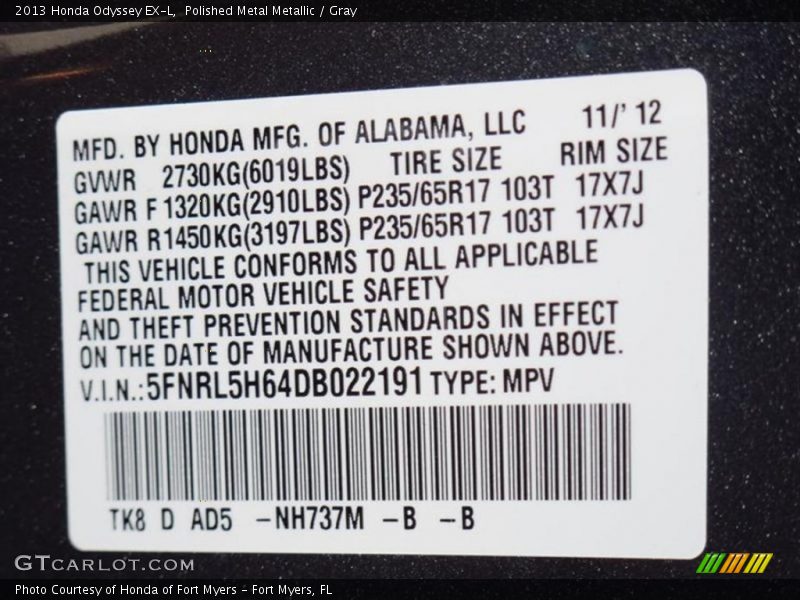 2013 Honda Odyssey EX-L,  Polished Metal Metallic / Gray
MFD. BY HONDA MFG. OF ALABAMA, LLC 11/' 12
GVWR 2730KG(6019LBS) TIRE SIZE RIM SIZE
GAWR F 1320KG(2910LBS) P235/65R17 103T 17X7J
GAWR R1450KG(3197LBS) P235/65R17 103T 17X7J
THIS VEHICLE CONFORMS TO ALL APPLICABLE
FEDERAL MOTOR VEHICLE SAFETY
AND THEFT PREVENTION STANDARDS IN EFFECT
ON THE DATE OF MANUFACTURE SHOWN ABOVE.
V.I.N.:5FNRL5H64DB022191 TYPE: MPV
TK8 D AD5 -NH737M -B -B
GTCARLOT.COM
Photo Courtesy of Honda of Fort Myers - Fort Myers, FL